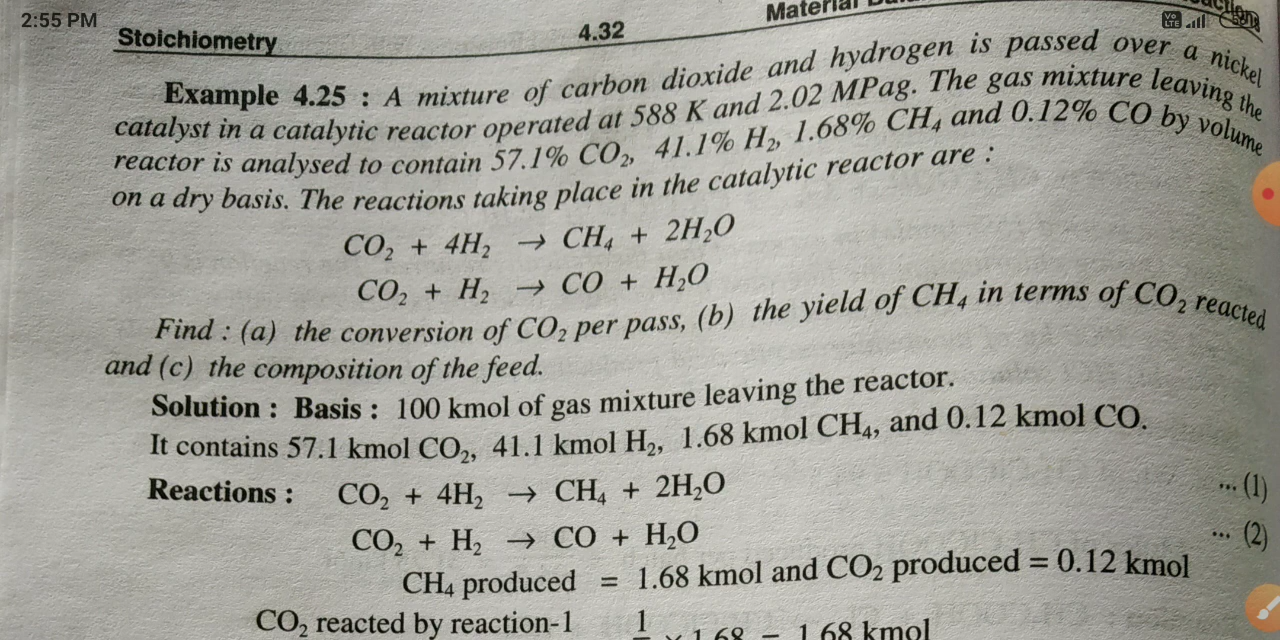 2:55 PM
Stoichiometry 4.32 Material
Example 4.25 : A mixture of carbon dioxide and hydrogen is passed over a nickel
catalyst in a catalytic reactor operated at 588 K and 2.02 MPag. The gas mixture leaving the
reactor is analysed to contain 57.1% CO₂, 41.1% H₂, 1.68% CH₄ and 0.12% CO by volume
on a dry basis. The reactions taking place in the catalytic reactor are :
CO₂ + 4H₂ → CH₄ + 2H₂O
CO₂ + H₂ → CO + H₂O
Find : (a) the conversion of CO₂ per pass, (b) the yield of CH₄ in terms of CO₂ reacted
and (c) the composition of the feed.
Solution : Basis : 100 kmol of gas mixture leaving the reactor.
It contains 57.1 kmol CO₂, 41.1 kmol H₂, 1.68 kmol CH₄, and 0.12 kmol CO.
Reactions : CO₂ + 4H₂ → CH₄ + 2H₂O ... (1)
CO₂ + H₂ → CO + H₂O ... (2)
CH₄ produced = 1.68 kmol and CO₂ produced = 0.12 kmol
CO₂ reacted by reaction-1 1 × 1.68 = 1.68 kmol